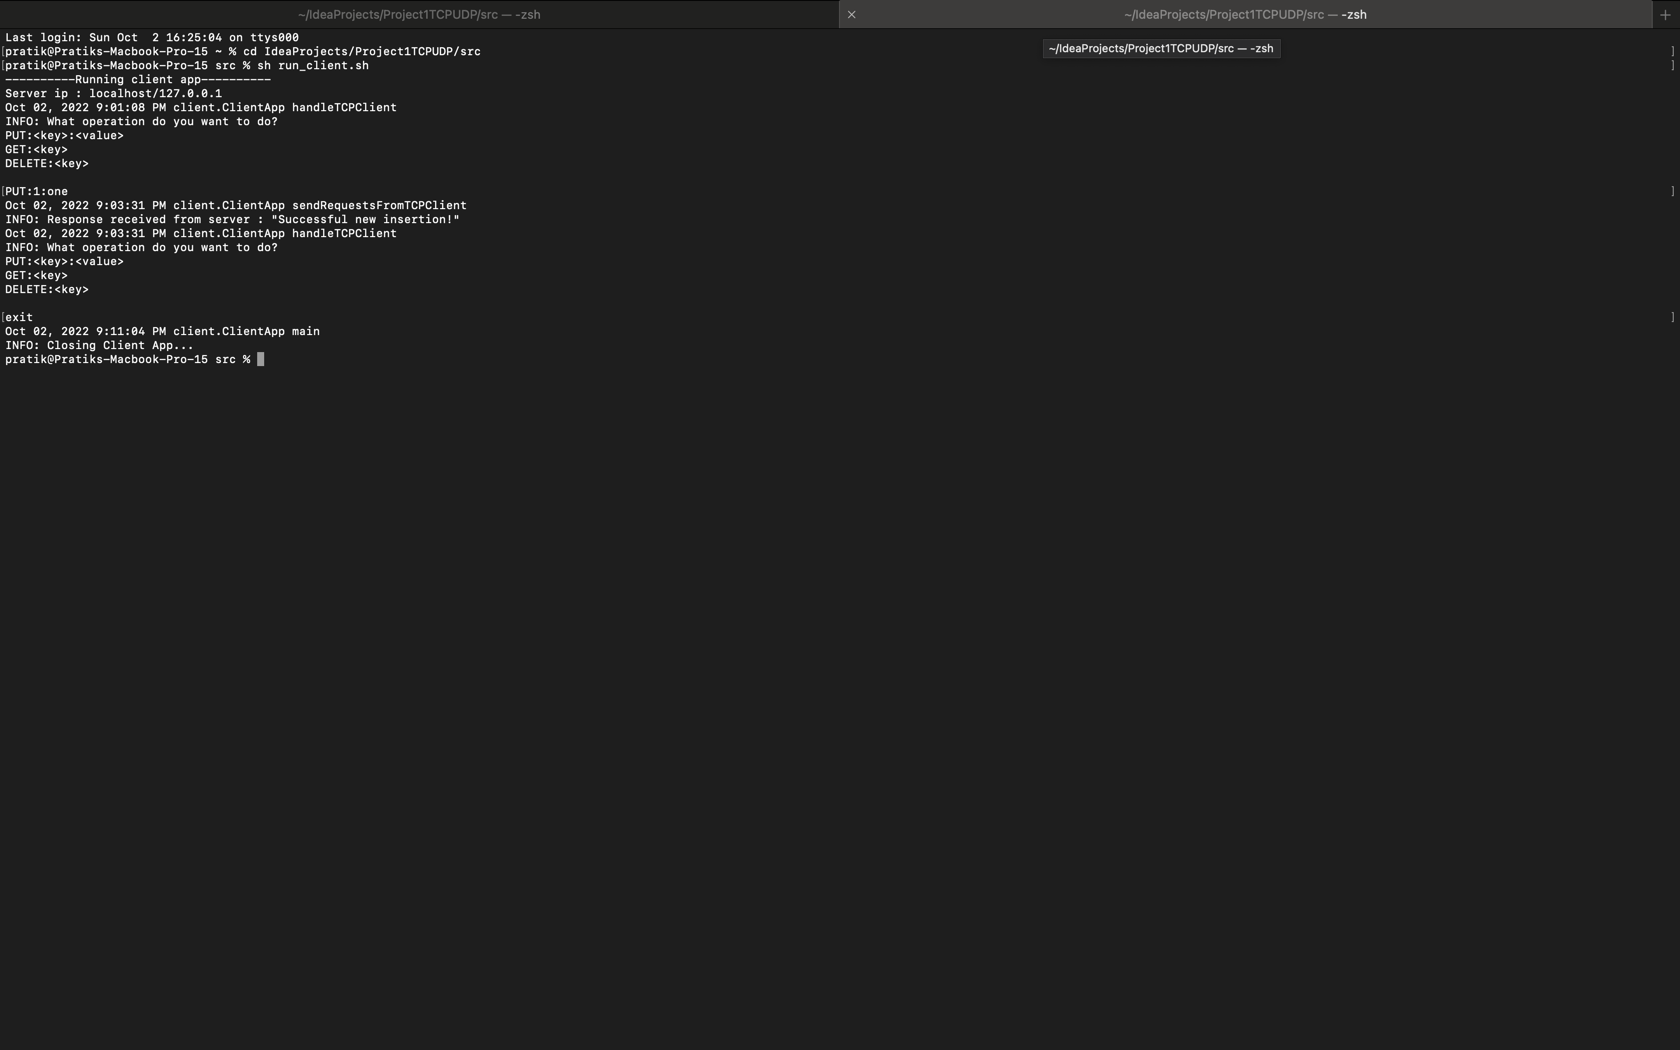 ~/IdeaProjects/Project1TCPUDP/src — -zsh
~/IdeaProjects/Project1TCPUDP/src — -zsh
~/IdeaProjects/Project1TCPUDP/src — -zsh
Last login: Sun Oct  2 16:25:04 on ttys000
[pratik@Pratiks-Macbook-Pro-15 ~ % cd IdeaProjects/Project1TCPUDP/src ]
[pratik@Pratiks-Macbook-Pro-15 src % sh run_client.sh ]
----------Running client app----------
Server ip : localhost/127.0.0.1
Oct 02, 2022 9:01:08 PM client.ClientApp handleTCPClient
INFO: What operation do you want to do?
PUT:<key>:<value>
GET:<key>
DELETE:<key>
[PUT:1:one ]
Oct 02, 2022 9:03:31 PM client.ClientApp sendRequestsFromTCPClient
INFO: Response received from server : "Successful new insertion!"
Oct 02, 2022 9:03:31 PM client.ClientApp handleTCPClient
INFO: What operation do you want to do?
PUT:<key>:<value>
GET:<key>
DELETE:<key>
[exit ]
Oct 02, 2022 9:11:04 PM client.ClientApp main
INFO: Closing Client App...
pratik@Pratiks-Macbook-Pro-15 src %